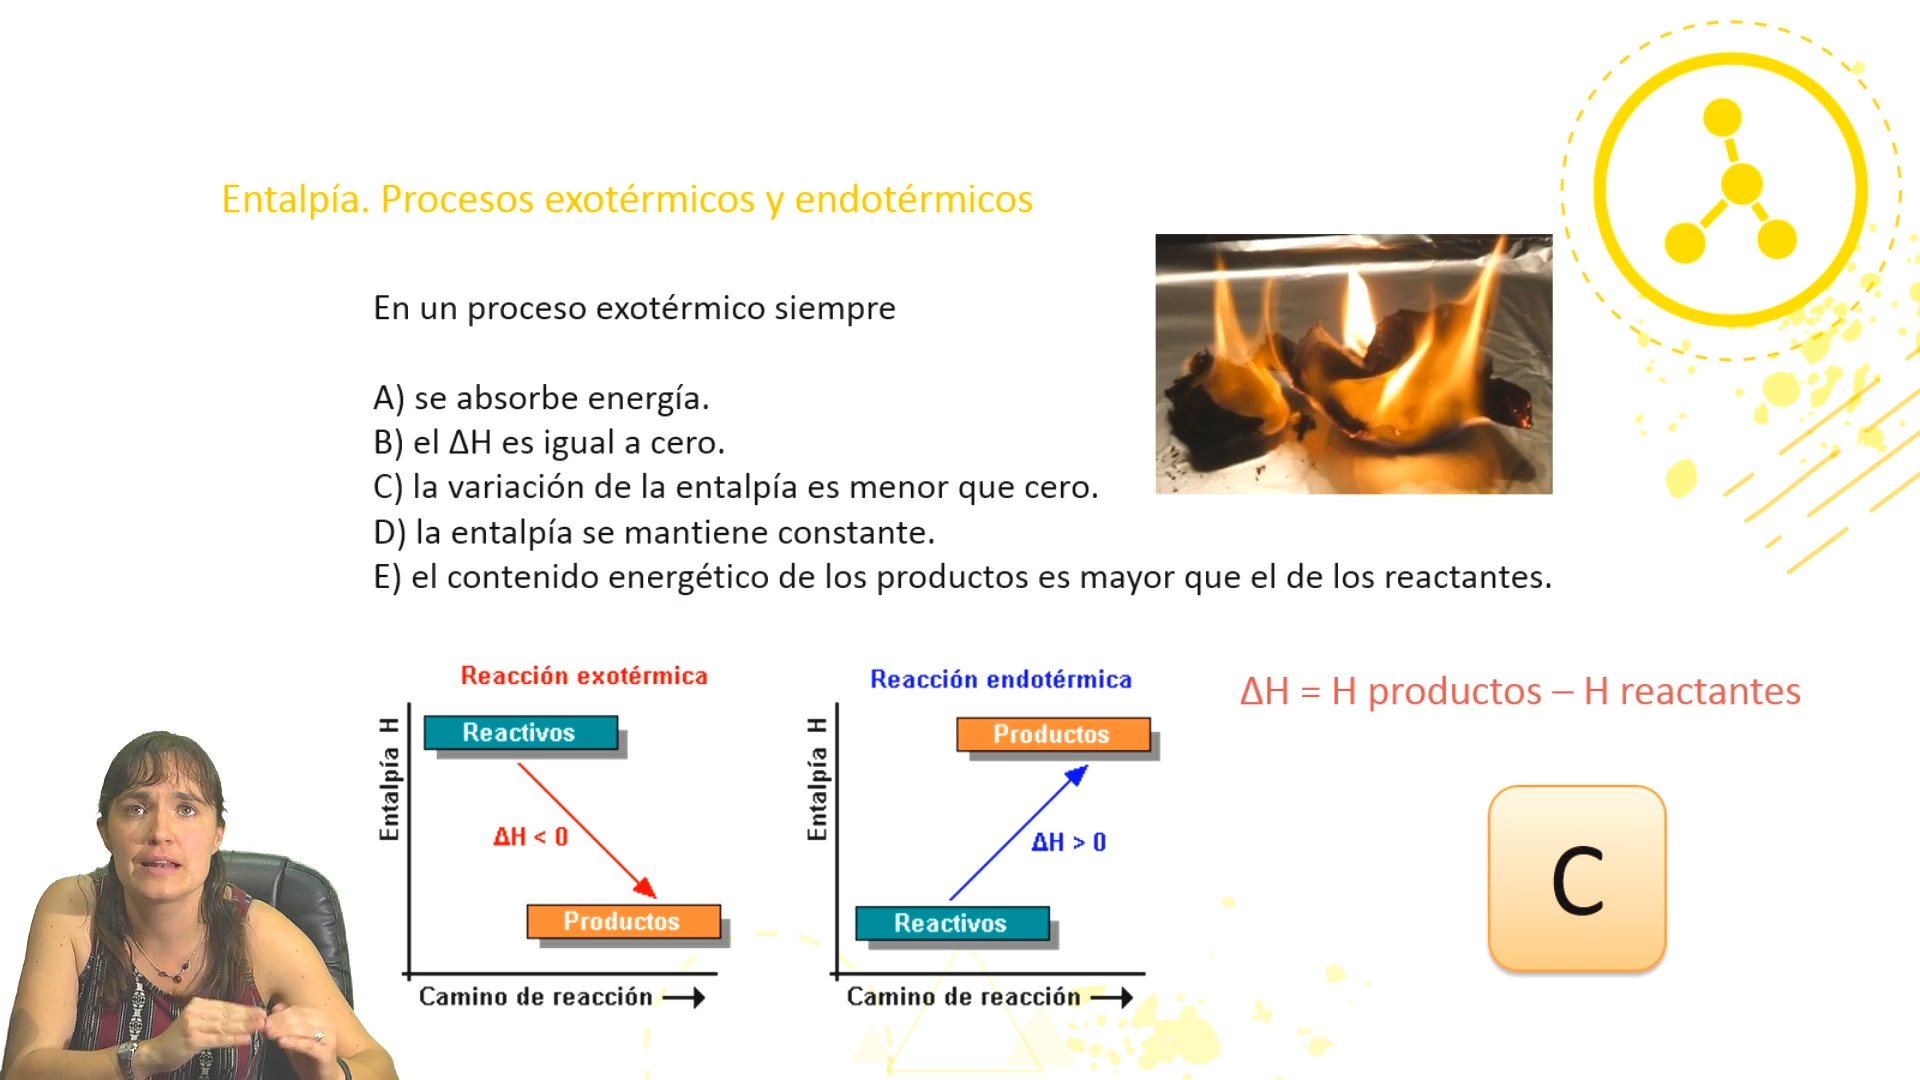 Entalpía. Procesos exotérmicos y endotérmicos
En un proceso exotérmico siempre
A) se absorbe energía.
B) el ΔH es igual a cero.
C) la variación de la entalpía es menor que cero.
D) la entalpía se mantiene constante.
E) el contenido energético de los productos es mayor que el de los reactantes.
Reacción exotérmica
Entalpía H
Reactivos
ΔH < 0
Productos
Camino de reacción
Reacción endotérmica
Entalpía H
Productos
ΔH > 0
Reactivos
Camino de reacción
ΔH = H productos – H reactantes
C